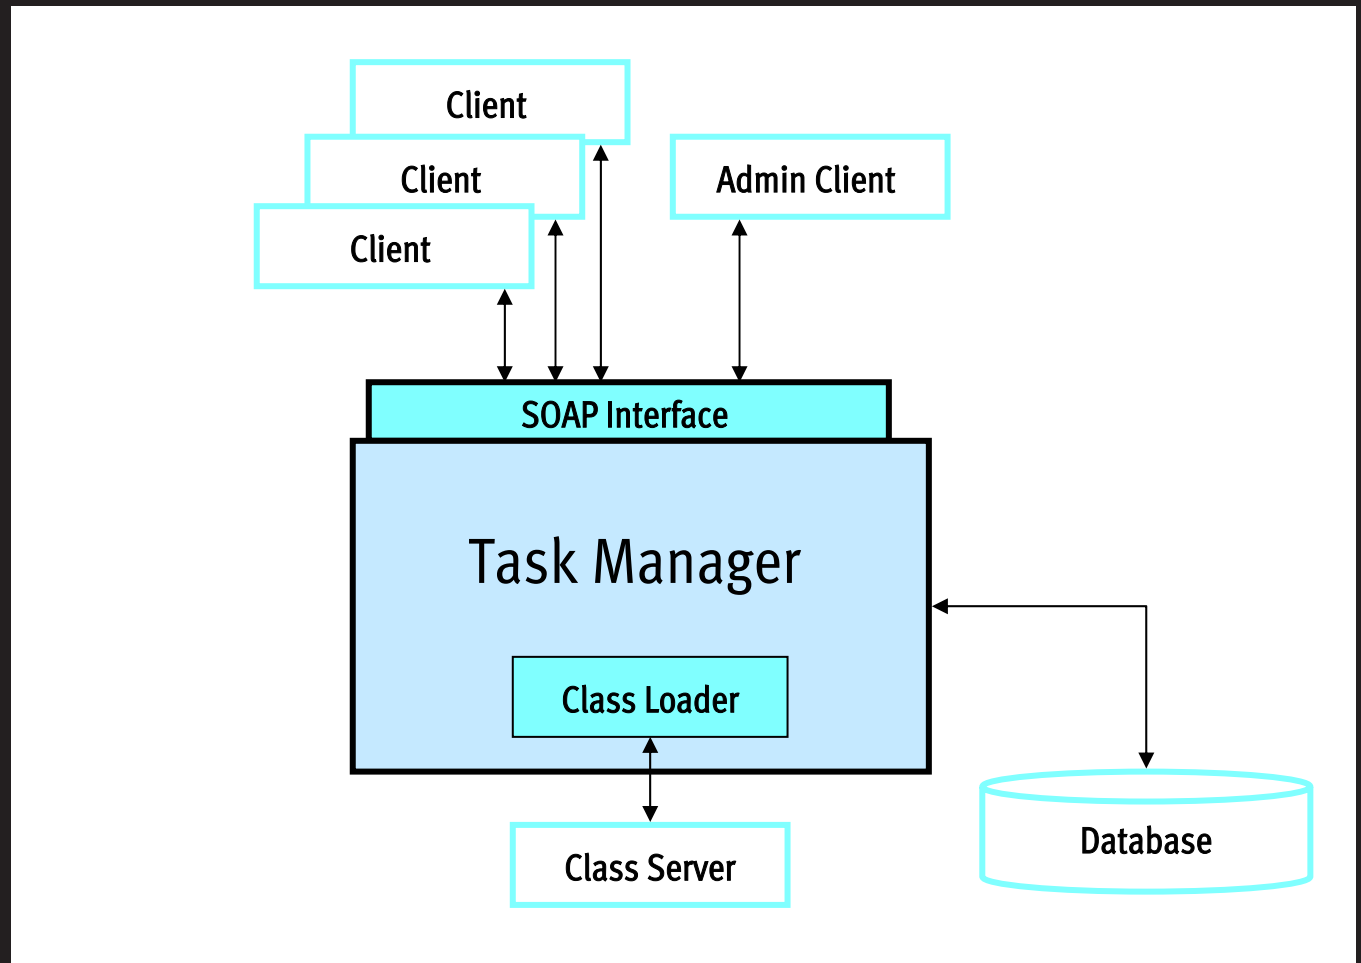 Client
Client
Admin Client
Client
SOAP Interface
Task Manager
Class Loader
Database
Class Server